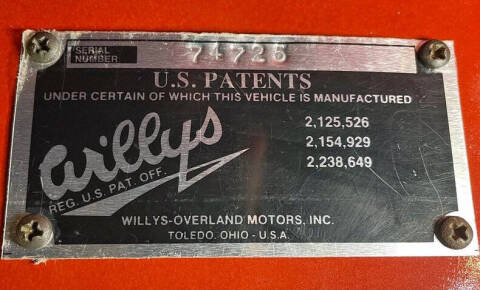 SERIAL
NUMBER
74726
U.S. PATENTS
UNDER CERTAIN OF WHICH THIS VEHICLE IS MANUFACTURED
2,125,526
2,154,929
2,238,649
Willys
REG. U.S. PAT. OFF.
WILLYS-OVERLAND MOTORS, INC.
TOLEDO, OHIO - U.S.A.